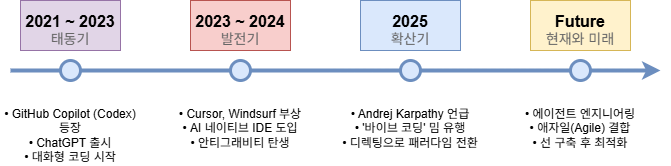 2021 ~ 2023
태동기
2023 ~ 2024
발전기
2025
확산기
Future
현재와 미래
• GitHub Copilot (Codex)
등장
• ChatGPT 출시
• 대화형 코딩 시작
• Cursor, Windsurf 부상
• AI 네이티브 IDE 도입
• 안티그래비티 탄생
• Andrej Karpathy 언급
• '바이브 코딩' 밈 유행
• 디렉팅으로 패러다임 전환
• 에이전트 엔지니어링
• 애자일(Agile) 결합
• 선 구축 후 최적화